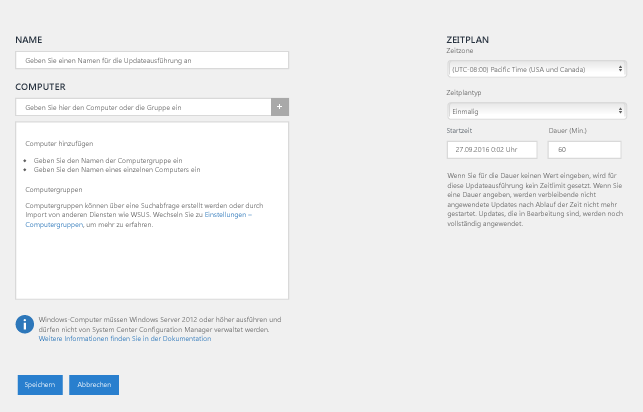 NAME
Geben Sie einen Namen für die Updateausführung an
COMPUTER
Geben Sie hier den Computer oder die Gruppe ein
+
Computer hinzufügen
• Geben Sie den Namen der Computergruppe ein
• Geben Sie den Namen eines einzelnen Computers ein
Computergruppen
Computergruppen können über eine Suchabfrage erstellt werden oder durch
Import von anderen Diensten wie WSUS. Wechseln Sie zu Einstellungen –
Computergruppen, um mehr zu erfahren.
Windows-Computer müssen Windows Server 2012 oder höher ausführen und
dürfen nicht von System Center Configuration Manager verwaltet werden.
Weitere Informationen finden Sie in der Dokumentation
Speichern
Abbrechen
ZEITPLAN
Zeitzone
(UTC-08:00) Pacific Time (USA und Canada)
Zeitplantyp
Einmalig
Startzeit Dauer (Min.)
27.09.2016 0:02 Uhr 60
Wenn Sie für die Dauer keinen Wert eingeben, wird für
diese Updateausführung kein Zeitlimit gesetzt. Wenn Sie
eine Dauer angeben, werden verbleibende nicht
angewendete Updates nach Ablauf der Zeit nicht mehr
gestartet. Updates, die in Bearbeitung sind, werden noch
vollständig angewendet.